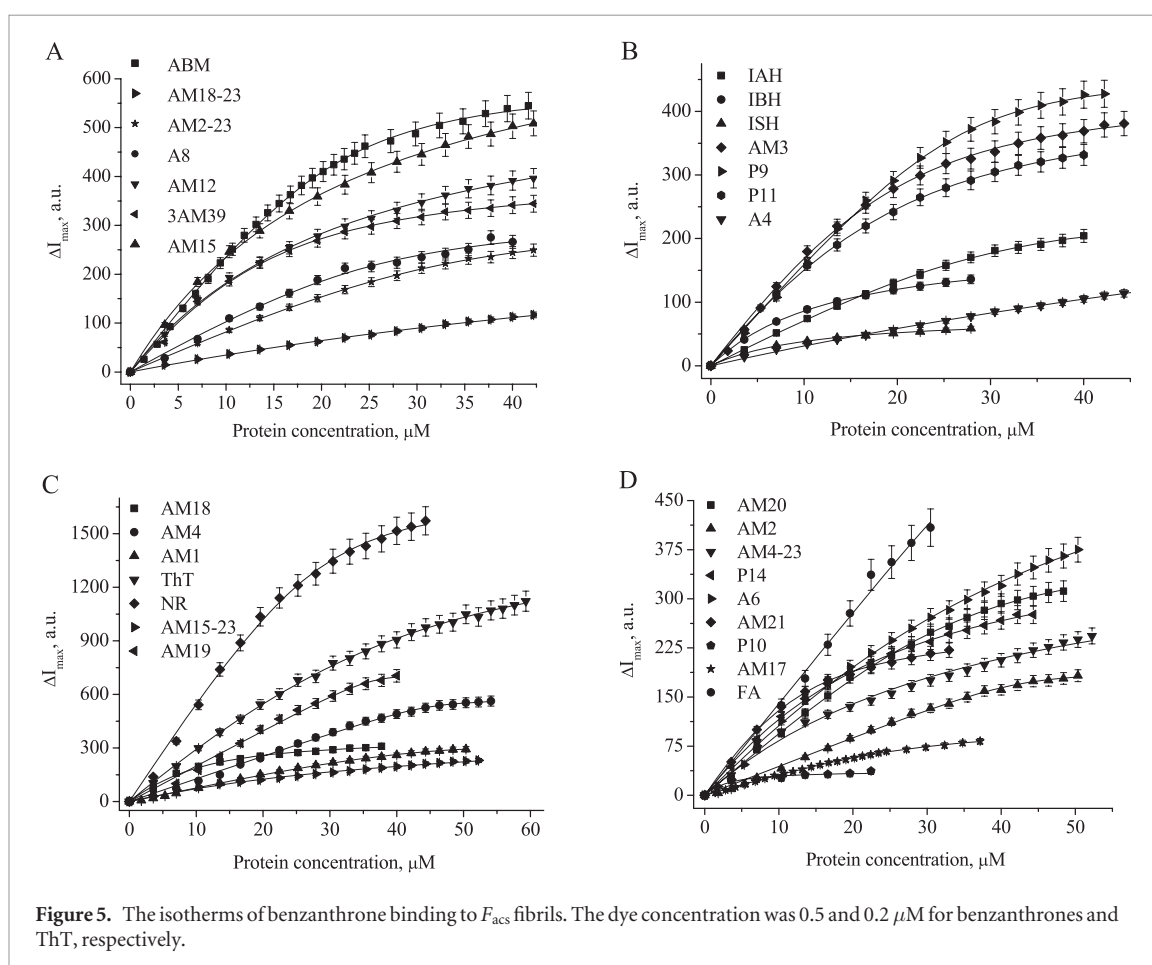 A
ABM
AM18-23
AM2-23
A8
AM12
3AM39
AM15
600
500
400
300
200
100
0
ΔImax, a.u.
0 5 10 15 20 25 30 35 40
Protein concentration, μM
B
IAH
IBH
ISH
AM3
P9
P11
A4
400
300
200
100
0
ΔImax, a.u.
0 10 20 30 40
Protein concentration, μM
C
AM18
AM4
AM1
ThT
NR
AM15-23
AM19
1500
1200
900
600
300
0
ΔImax, a.u.
0 10 20 30 40 50 60
Protein concentration, μM
D
AM20
AM2
AM4-23
P14
A6
AM21
P10
AM17
FA
450
375
300
225
150
75
0
ΔImax, a.u.
0 10 20 30 40 50
Protein concentration, μM
Figure 5. The isotherms of benzanthrone binding to Facs fibrils. The dye concentration was 0.5 and 0.2 μM for benzanthrones and
ThT, respectively.